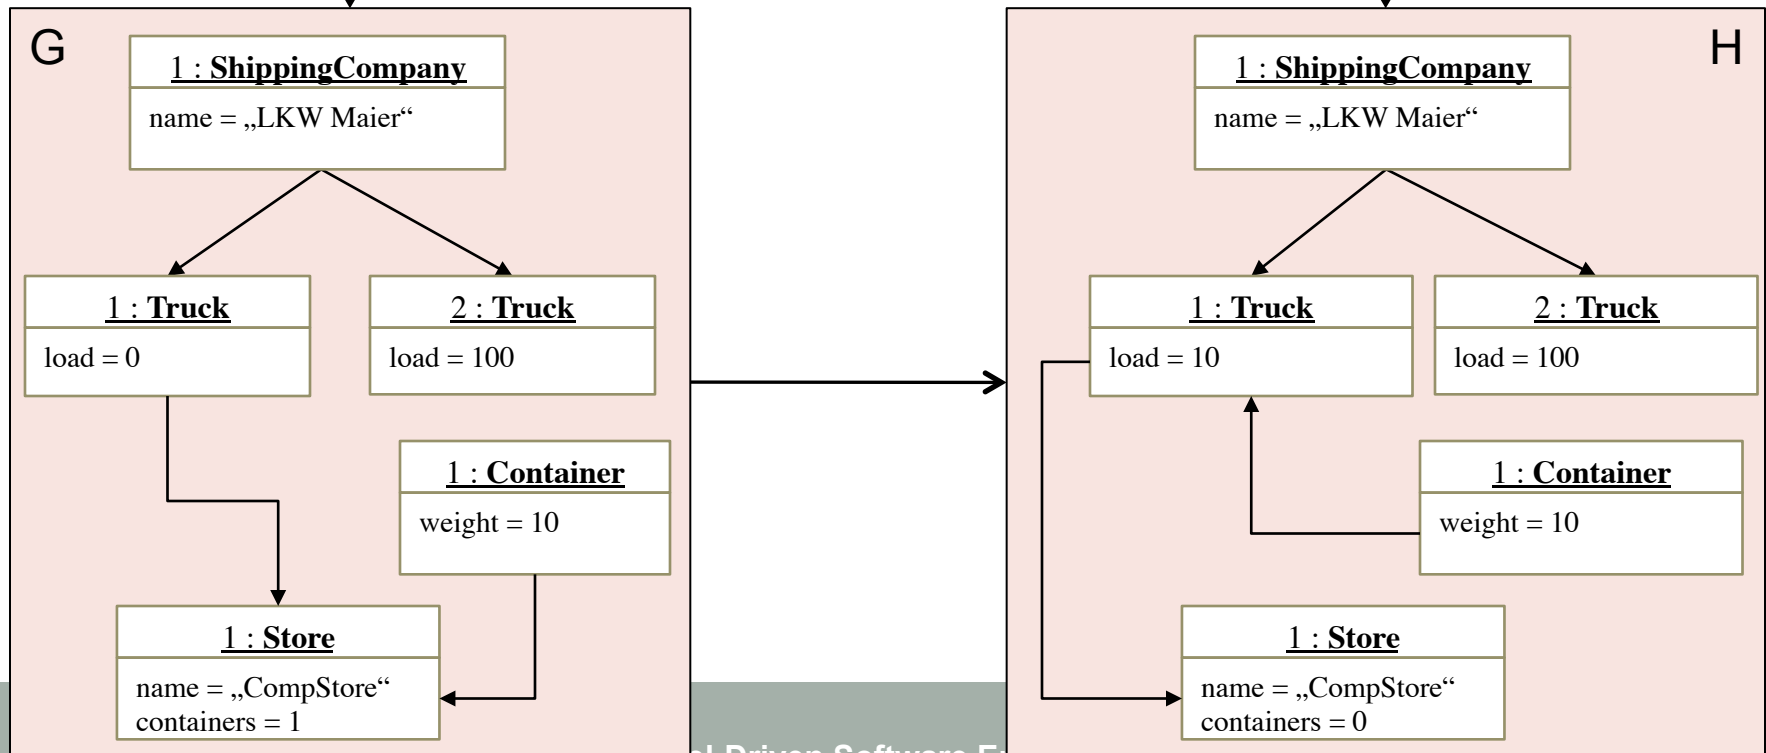 G
1 : ShippingCompany
name = „LKW Maier“
1 : Truck
load = 0
2 : Truck
load = 100
1 : Container
weight = 10
1 : Store
name = „CompStore“
containers = 1
H
1 : ShippingCompany
name = „LKW Maier“
1 : Truck
load = 10
2 : Truck
load = 100
1 : Container
weight = 10
1 : Store
name = „CompStore“
containers = 0
Driven Software